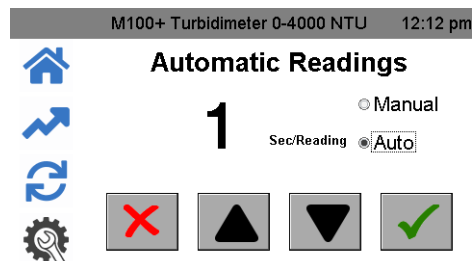 M100+ Turbidimeter 0-4000 NTU 12:12 pm
Automatic Readings
Manual
1 Sec/Reading Auto